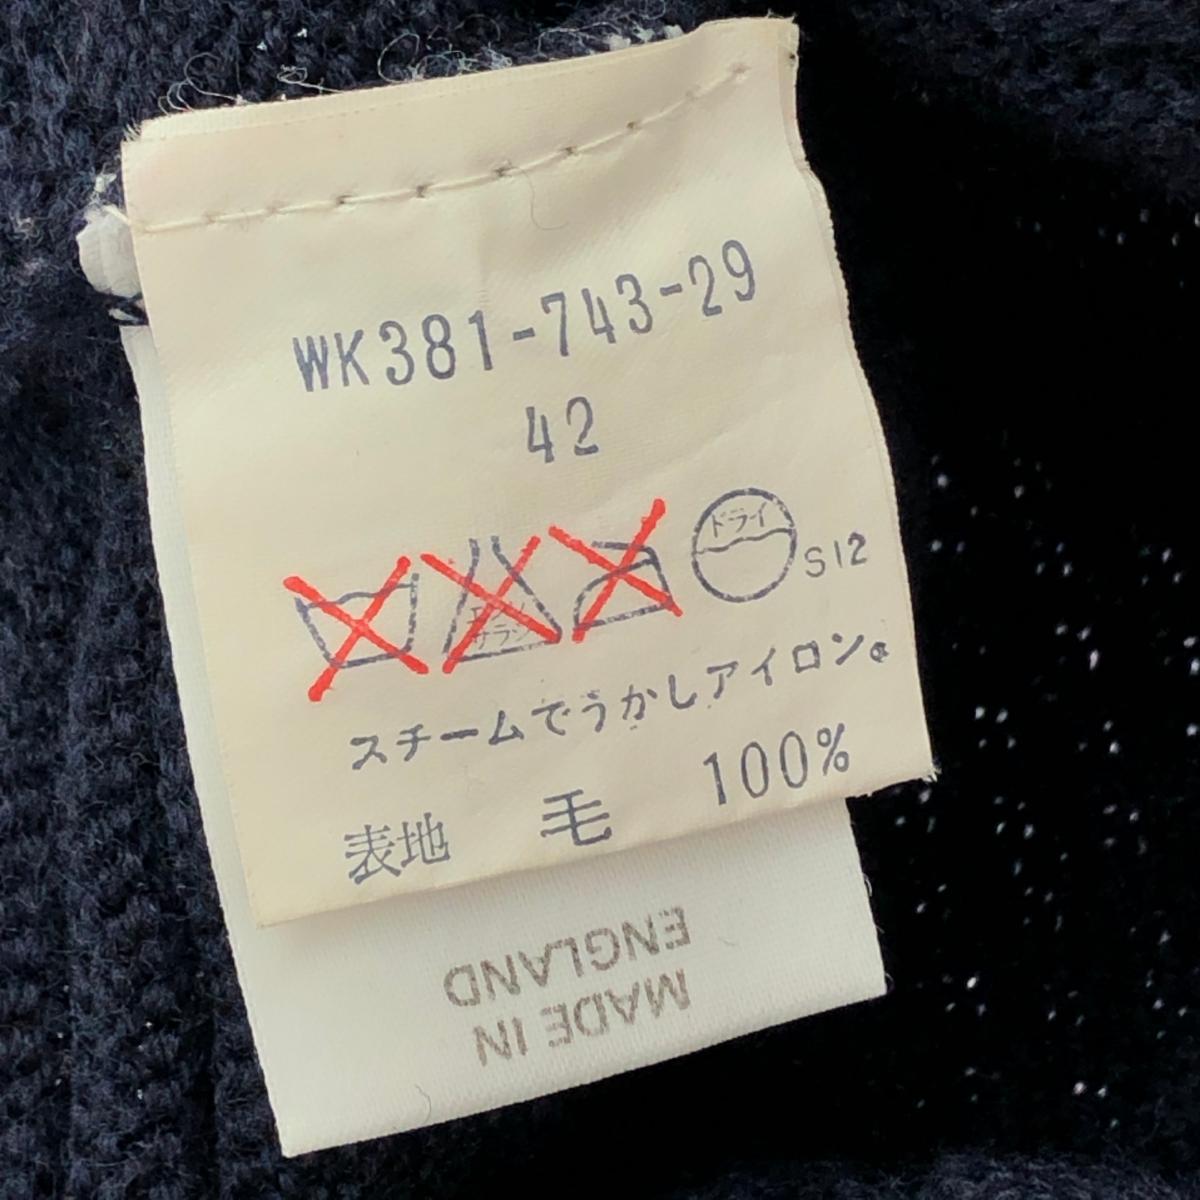 WK381-743-29
42
エンソ
サラシ
ドライ
S12
スチームでうかしアイロン。
表地 毛 100%
MADE IN
ENGLAND